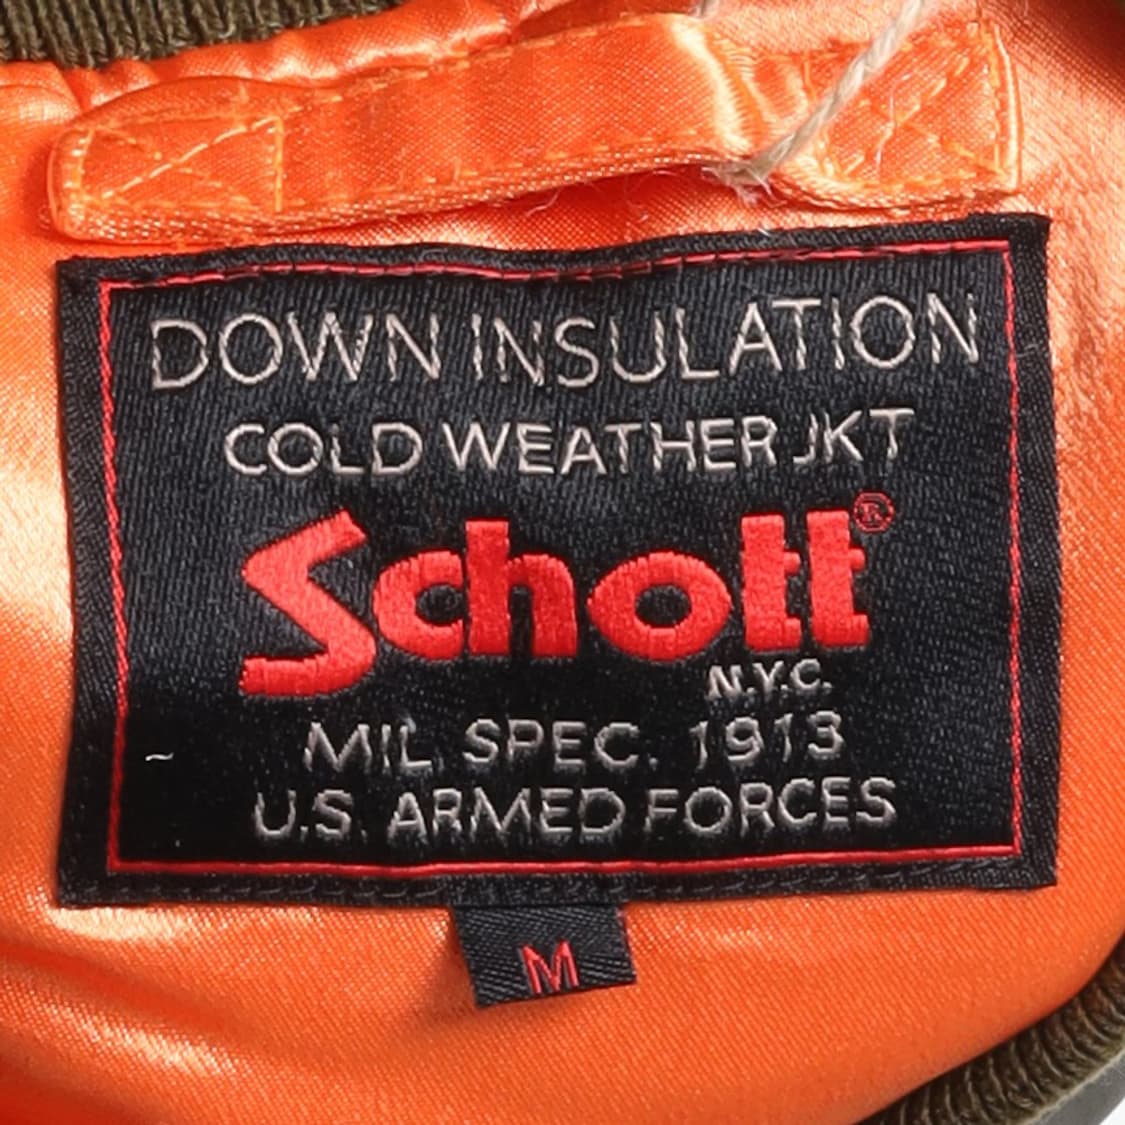 DOWN INSULATION
COLD WEATHER JKT
Schott®
N.Y.C.
MIL. SPEC. 1913
U.S. ARMED FORCES
M